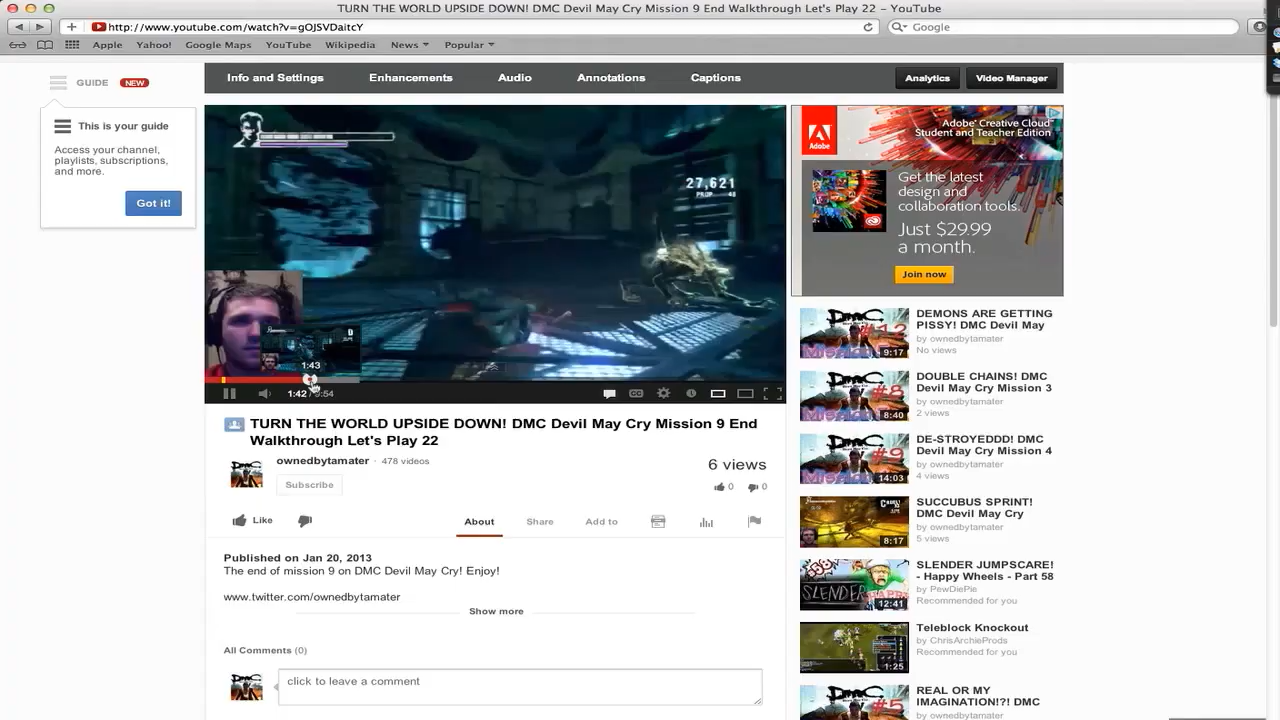 TURN THE WORLD UPSIDE DOWN! DMC Devil May Cry Mission 9 End Walkthrough Let's Play 22 – YouTube
http://www.youtube.com/watch?v=gOJSVDaitcY
Google
Apple Yahoo! Google Maps YouTube Wikipedia News Popular
GUIDE NEW
Info and Settings Enhancements Audio Annotations Captions Analytics Video Manager
This is your guide
Access your channel,
playlists, subscriptions,
and more.
Got it!
27,621
1:43
1:42
Adobe
Adobe® Creative Cloud™
Student and Teacher Edition
Get the latest
design and
collaboration tools.
Just $29.99
a month.
Join now
TURN THE WORLD UPSIDE DOWN! DMC Devil May Cry Mission 9 End
Walkthrough Let's Play 22
ownedbytamater · 478 videos
Subscribe
6 views
0 0
Like
About Share Add to
Published on Jan 20, 2013
The end of mission 9 on DMC Devil May Cry! Enjoy!
www.twitter.com/ownedbytamater
Show more
All Comments (0)
click to leave a comment
9:17
DEMONS ARE GETTING
PISSY! DMC Devil May
by ownedbytamater
No views
#8
8:40
DOUBLE CHAINS! DMC
Devil May Cry Mission 3
by ownedbytamater
2 views
#9
14:03
DE-STROYEDDD! DMC
Devil May Cry Mission 4
by ownedbytamater
4 views
8:17
SUCCUBUS SPRINT!
DMC Devil May Cry
by ownedbytamater
5 views
SLENDER
12:41
SLENDER JUMPSCARE!
- Happy Wheels - Part 58
by PewDiePie
Recommended for you
1:25
Teleblock Knockout
by ChrisArchieProds
Recommended for you
DMC
#5
REAL OR MY
IMAGINATION!?! DMC
by ownedbytamater